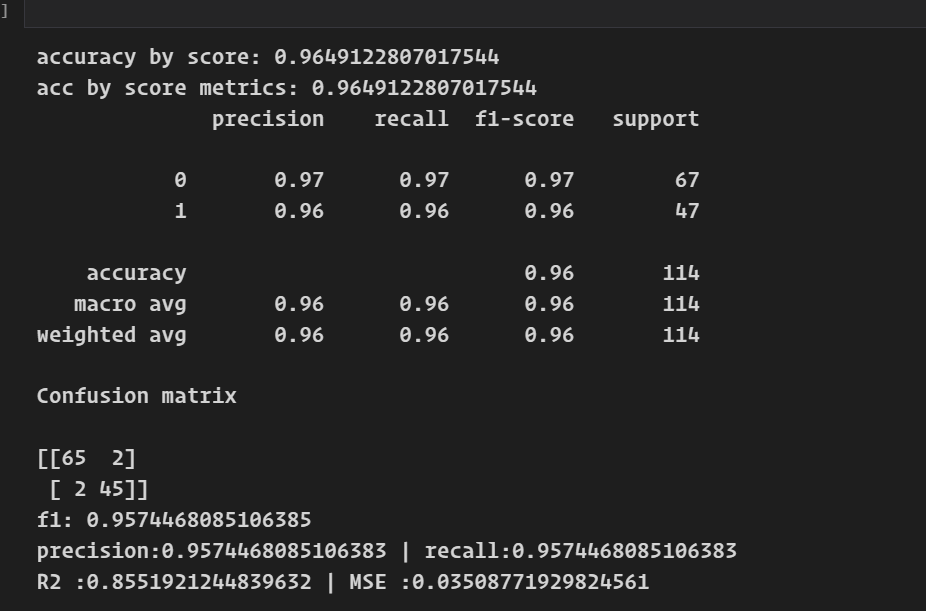 ]
accuracy by score: 0.9649122807017544
acc by score metrics: 0.9649122807017544
              precision    recall  f1-score   support

           0       0.97      0.97      0.97        67
           1       0.96      0.96      0.96        47

    accuracy                           0.96       114
   macro avg       0.96      0.96      0.96       114
weighted avg       0.96      0.96      0.96       114

Confusion matrix

[[65  2]
 [ 2 45]]
f1: 0.9574468085106385
precision:0.9574468085106383 | recall:0.9574468085106383
R2 :0.8551921244839632 | MSE :0.03508771929824561